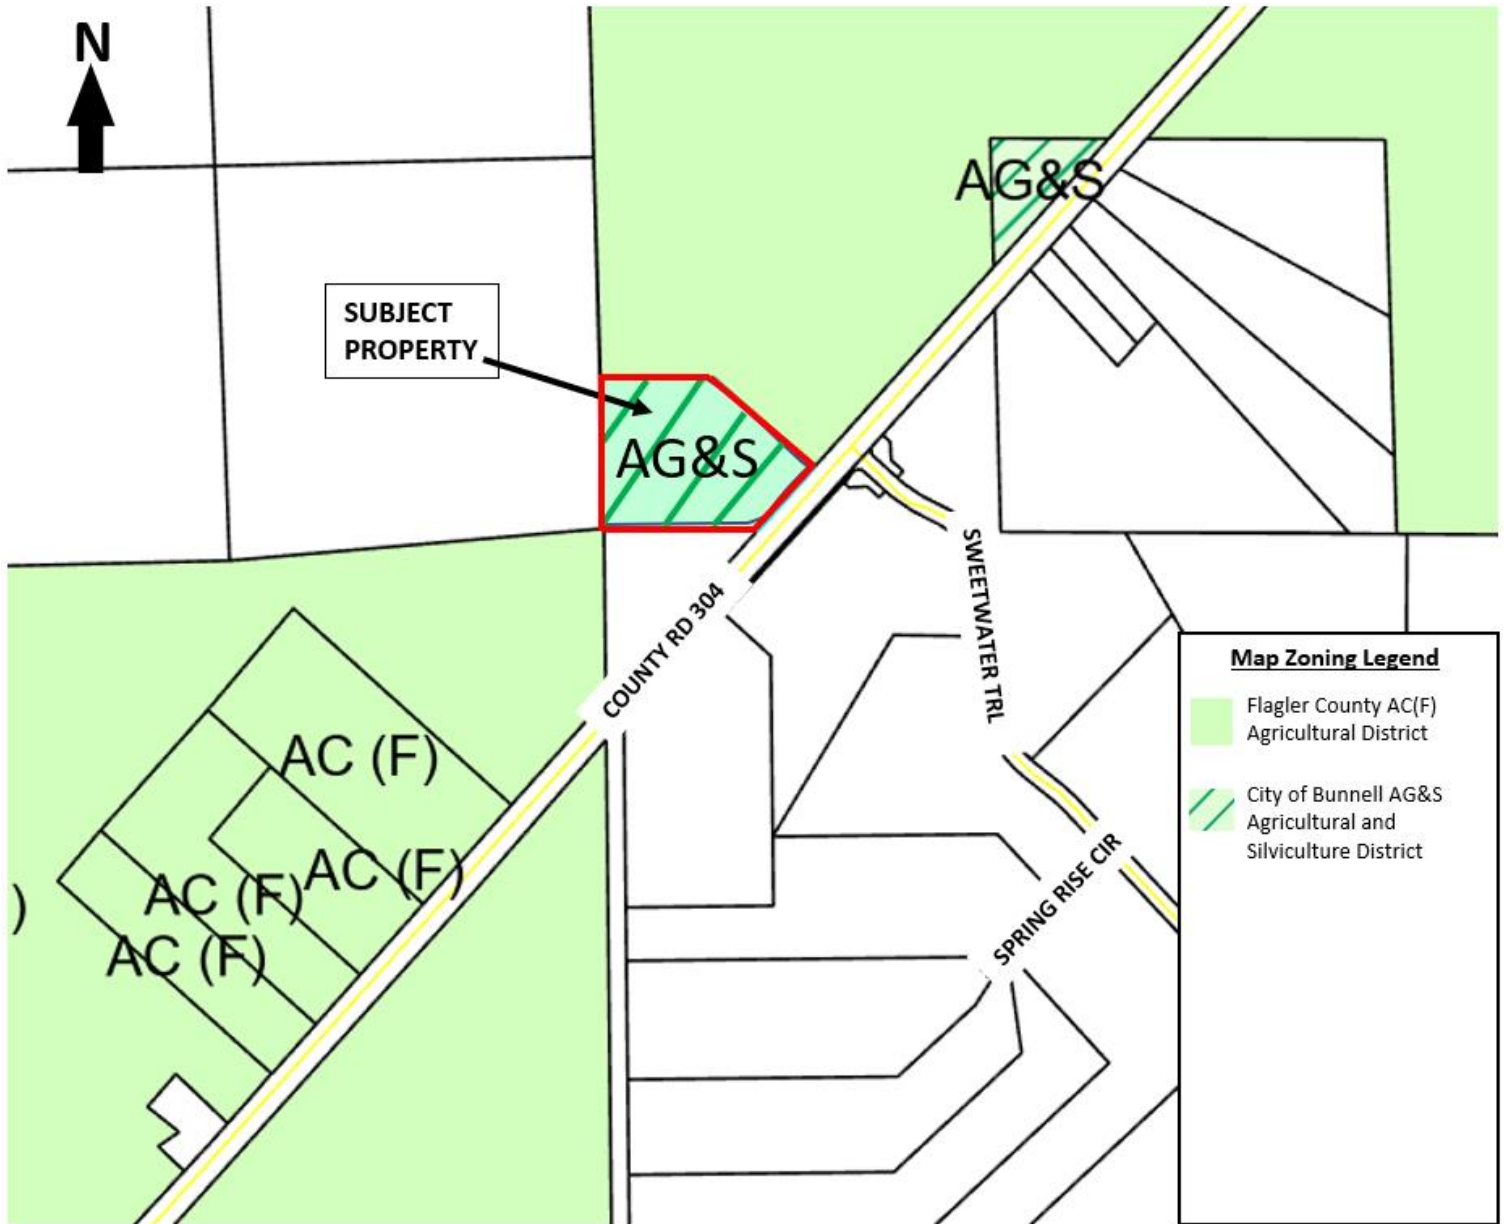 N
AG&S
SUBJECT
PROPERTY
AG&S
SWEETWATER TRL
COUNTY RD 304
Map Zoning Legend
Flagler County AC(F)
Agricultural District
City of Bunnell AG&S
Agricultural and
Silviculture District
AC (F)
AC (F)
AC (F)
AC (F)
)
SPRING RISE CIR